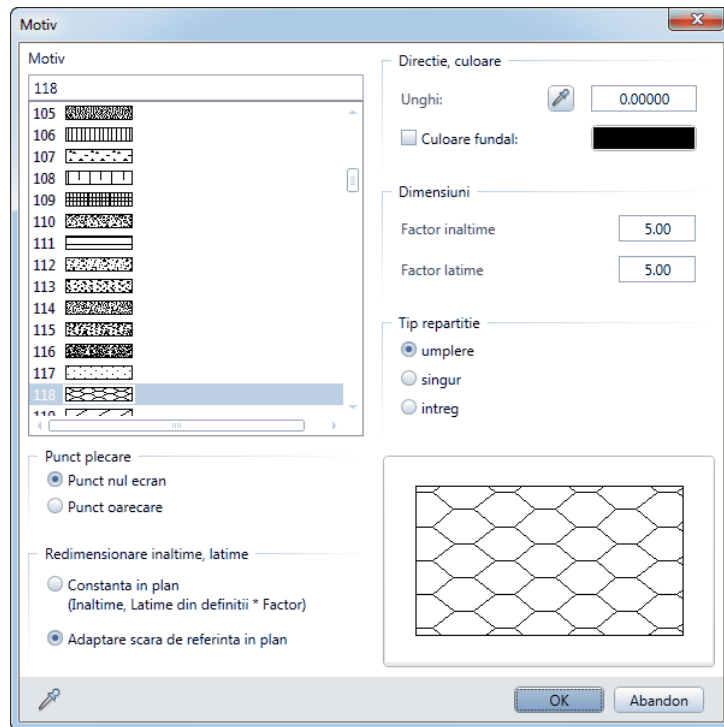 Motiv
Motiv
118
105
106
107
108
109
110
111
112
113
114
115
116
117
118
119
Directie, culoare
Unghi:
0.00000
Culoare fundal:
Dimensiuni
Factor inaltime
5.00
Factor latime
5.00
Tip repartitie
umplere
singur
intreg
Punct plecare
Punct nul ecran
Punct oarecare
Redimensionare inaltime, latime
Constanta in plan
(Inaltime, Latime din definitii * Factor)
Adaptare scara de referinta in plan
OK
Abandon